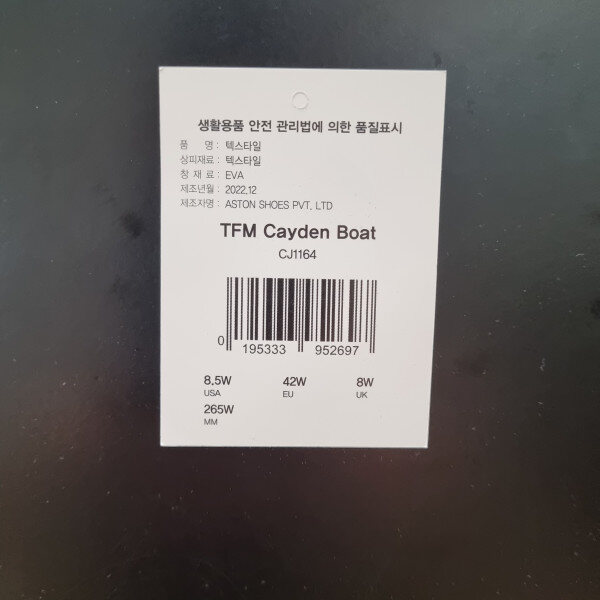 생활용품 안전 관리법에 의한 품질표시
품 명 : 텍스타일
상피재료 : 텍스타일
창 재 료 : EVA
제조년월 : 2022.12
제조자명 : ASTON SHOES PVT. LTD
TFM Cayden Boat
CJ1164
0 195333 952697
8.5W 42W 8W
USA EU UK
265W
MM